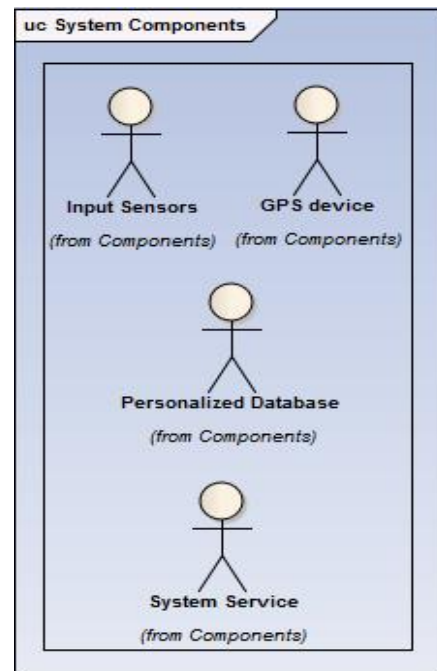 uc System Components
Input Sensors
(from Components)
GPS device
(from Components)
Personalized Database
(from Components)
System Service
(from Components)